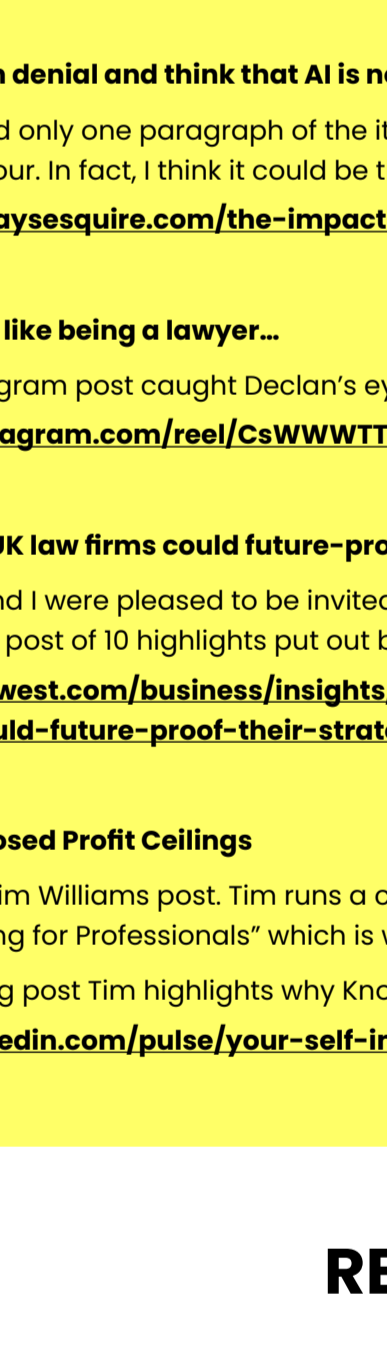 denial and think that AI is
only one paragraph of the
In fact, I think it could be
aysesquire.com/the-impact
like being a lawyer...
gram post caught Declan's
agram.com/reel/CsWWWTT
UK law firms could future-pro
nd I were pleased to be invited
post of 10 highlights put out
west.com/business/insights/
uld-future-proof-their-strat
osed Profit Ceilings
im Williams post. Tim runs a
ng for Professionals" which is
post Tim highlights why Kno
edin.com/pulse/your-self-i
RE